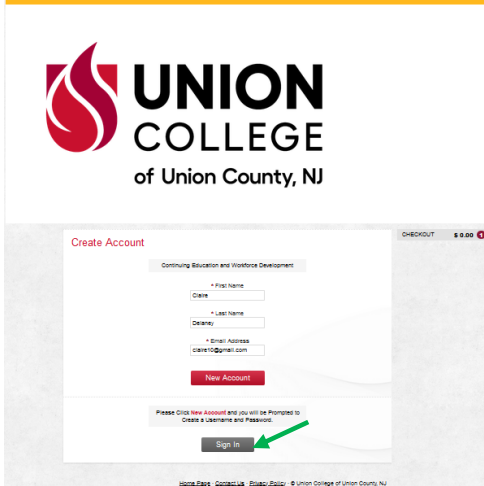 UNION
COLLEGE
of Union County, NJ
CHECKOUT $ 0.00
Create Account
Continuing Education and Workforce Development
* First Name
Claire
* Last Name
Delaney
* Email Address
claire10@gmail.com
New Account
Please Click New Account and you will be Prompted to
Create a Username and Password.
Sign In
Home Page - Contact Us - Privacy Policy - © Union College of Union County, NJ